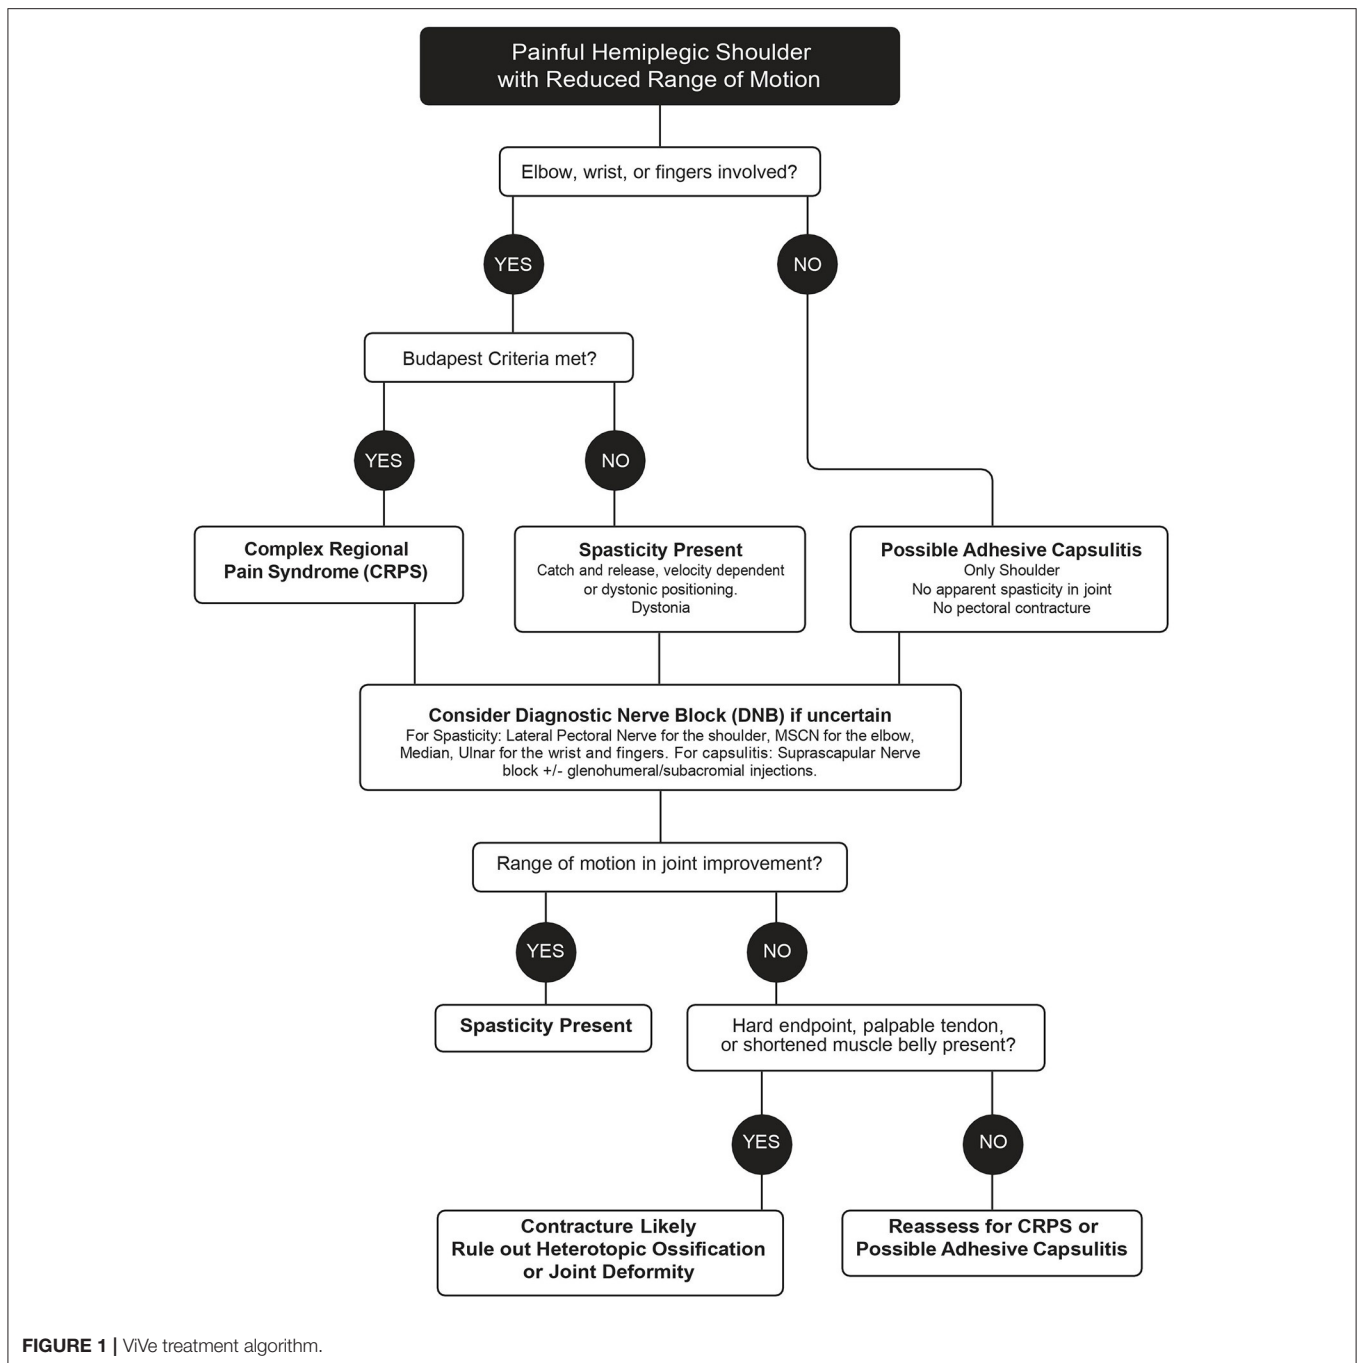 Painful Hemiplegic Shoulder
with Reduced Range of Motion
Elbow, wrist, or fingers involved?
YES
NO
Budapest Criteria met?
YES
NO
Complex Regional
Pain Syndrome (CRPS)
Spasticity Present
Catch and release, velocity dependent
or dystonic positioning.
Dystonia
Possible Adhesive Capsulitis
Only Shoulder
No apparent spasticity in joint
No pectoral contracture
Consider Diagnostic Nerve Block (DNB) if uncertain
For Spasticity: Lateral Pectoral Nerve for the shoulder, MSCN for the elbow,
Median, Ulnar for the wrist and fingers. For capsulitis: Suprascapular Nerve
block +/- glenohumeral/subacromial injections.
Range of motion in joint improvement?
YES
NO
Spasticity Present
Hard endpoint, palpable tendon,
or shortened muscle belly present?
YES
NO
Contracture Likely
Rule out Heterotopic Ossification
or Joint Deformity
Reassess for CRPS or
Possible Adhesive Capsulitis
FIGURE 1 | ViVe treatment algorithm.